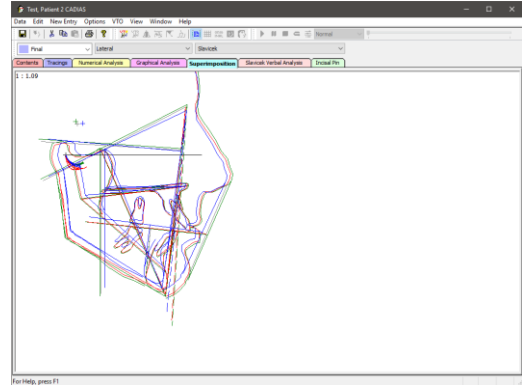 Test, Patient 2 CADIAS
Data Edit New Entry Options VTO View Window Help
Normal
Final Lateral Slavicek
Contents Tracings Numerical Analysis Graphical Analysis Superimposition Slavicek Verbal Analysis Incisal Pin
1 : 1.09
For Help, press F1